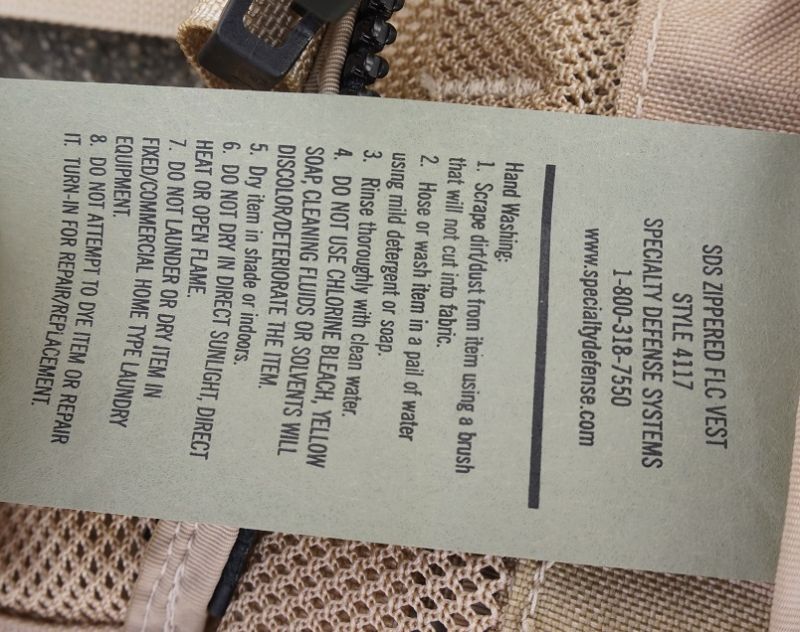 SDS ZIPPERED FLC VEST
STYLE 4117
SPECIALTY DEFENSE SYSTEMS
1-800-318-7550
www.specialtydefense.com
Hand Washing:
1. Scrape dirt/dust from item using a brush
that will not cut into fabric.
2. Hose or wash item in a pail of water
using mild detergent or soap.
3. Rinse thoroughly with clean water.
4. DO NOT USE CHLORINE BLEACH, YELLOW
SOAP, CLEANING FLUIDS OR SOLVENTS WILL
DISCOLOR/DETERIORATE THE ITEM.
5. Dry item in shade or indoors.
6. DO NOT DRY IN DIRECT SUNLIGHT, DIRECT
HEAT OR OPEN FLAME.
7. DO NOT LAUNDER OR DRY ITEM IN
FIXED/COMMERCIAL HOME TYPE LAUNDRY
EQUIPMENT.
8. DO NOT ATTEMPT TO DYE ITEM OR REPAIR
IT. TURN-IN FOR REPAIR/REPLACEMENT.